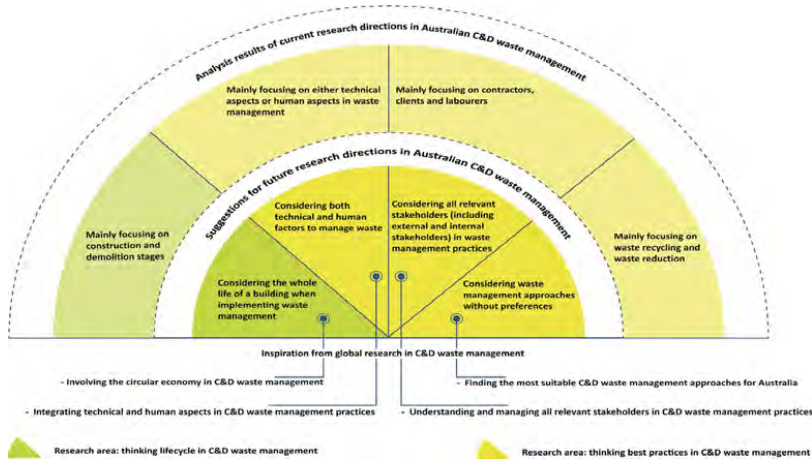 Analysis results of current research directions in Australian C&D waste management
Mainly focusing on either technical
aspects or human aspects in waste
management
Mainly focusing on contractors,
clients and labourers
Suggestions for future research directions in Australian C&D waste management
Mainly focusing on
construction and
demolition stages
Considering both
technical and human
factors to manage waste
Considering all relevant
stakeholders (including
external and internal
stakeholders) in waste
management practices
Mainly focusing on
waste recycling and
waste reduction
Considering the whole
life of a building when
implementing waste
management
Considering waste
management approaches
without preferences
Inspiration from global research in C&D waste management
- Involving the circular economy in C&D waste management
- Finding the most suitable C&D waste management approaches for Australia
- Integrating technical and human aspects in C&D waste management practices
- Understanding and managing all relevant stakeholders in C&D waste management practices
Research area: thinking lifecycle in C&D waste management
Research area: thinking best practices in C&D waste management